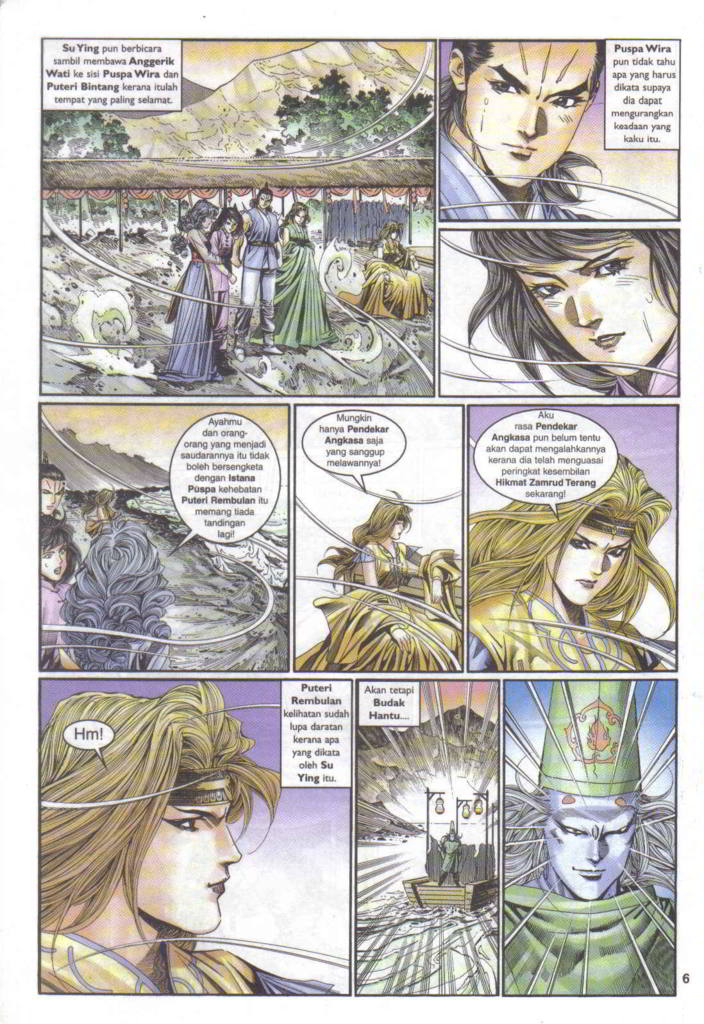 Su Ying pun berbicara
sambil membawa Anggerik
Wati ke sisi Puspa Wira dan
Puteri Bintang kerana itulah
tempat yang paling selamat.
Puspa Wira
pun tidak tahu
apa yang harus
dikata supaya
dia dapat
mengurangkan
keadaan yang
kaku itu.
Ayahmu
dan orang-
orang yang menjadi
saudaranya itu tidak
boleh bersengketa
dengan Istana
Puspa kehebatan
Puteri Rembulan itu
memang tiada
tandingan
lagi!
Mungkin
hanya Pendekar
Angkasa saja
yang sanggup
melawannya!
Aku
rasa Pendekar
Angkasa pun belum tentu
akan dapat mengalahkannya
kerana dia telah menguasai
peringkat kesembilan
Hikmat Zamrud Terang
sekarang!
Hm!
Puteri
Rembulan
kelihatan sudah
lupa daratan
kerana apa
yang dikata
oleh Su
Ying itu.
Akan tetapi
Budak
Hantu....
6